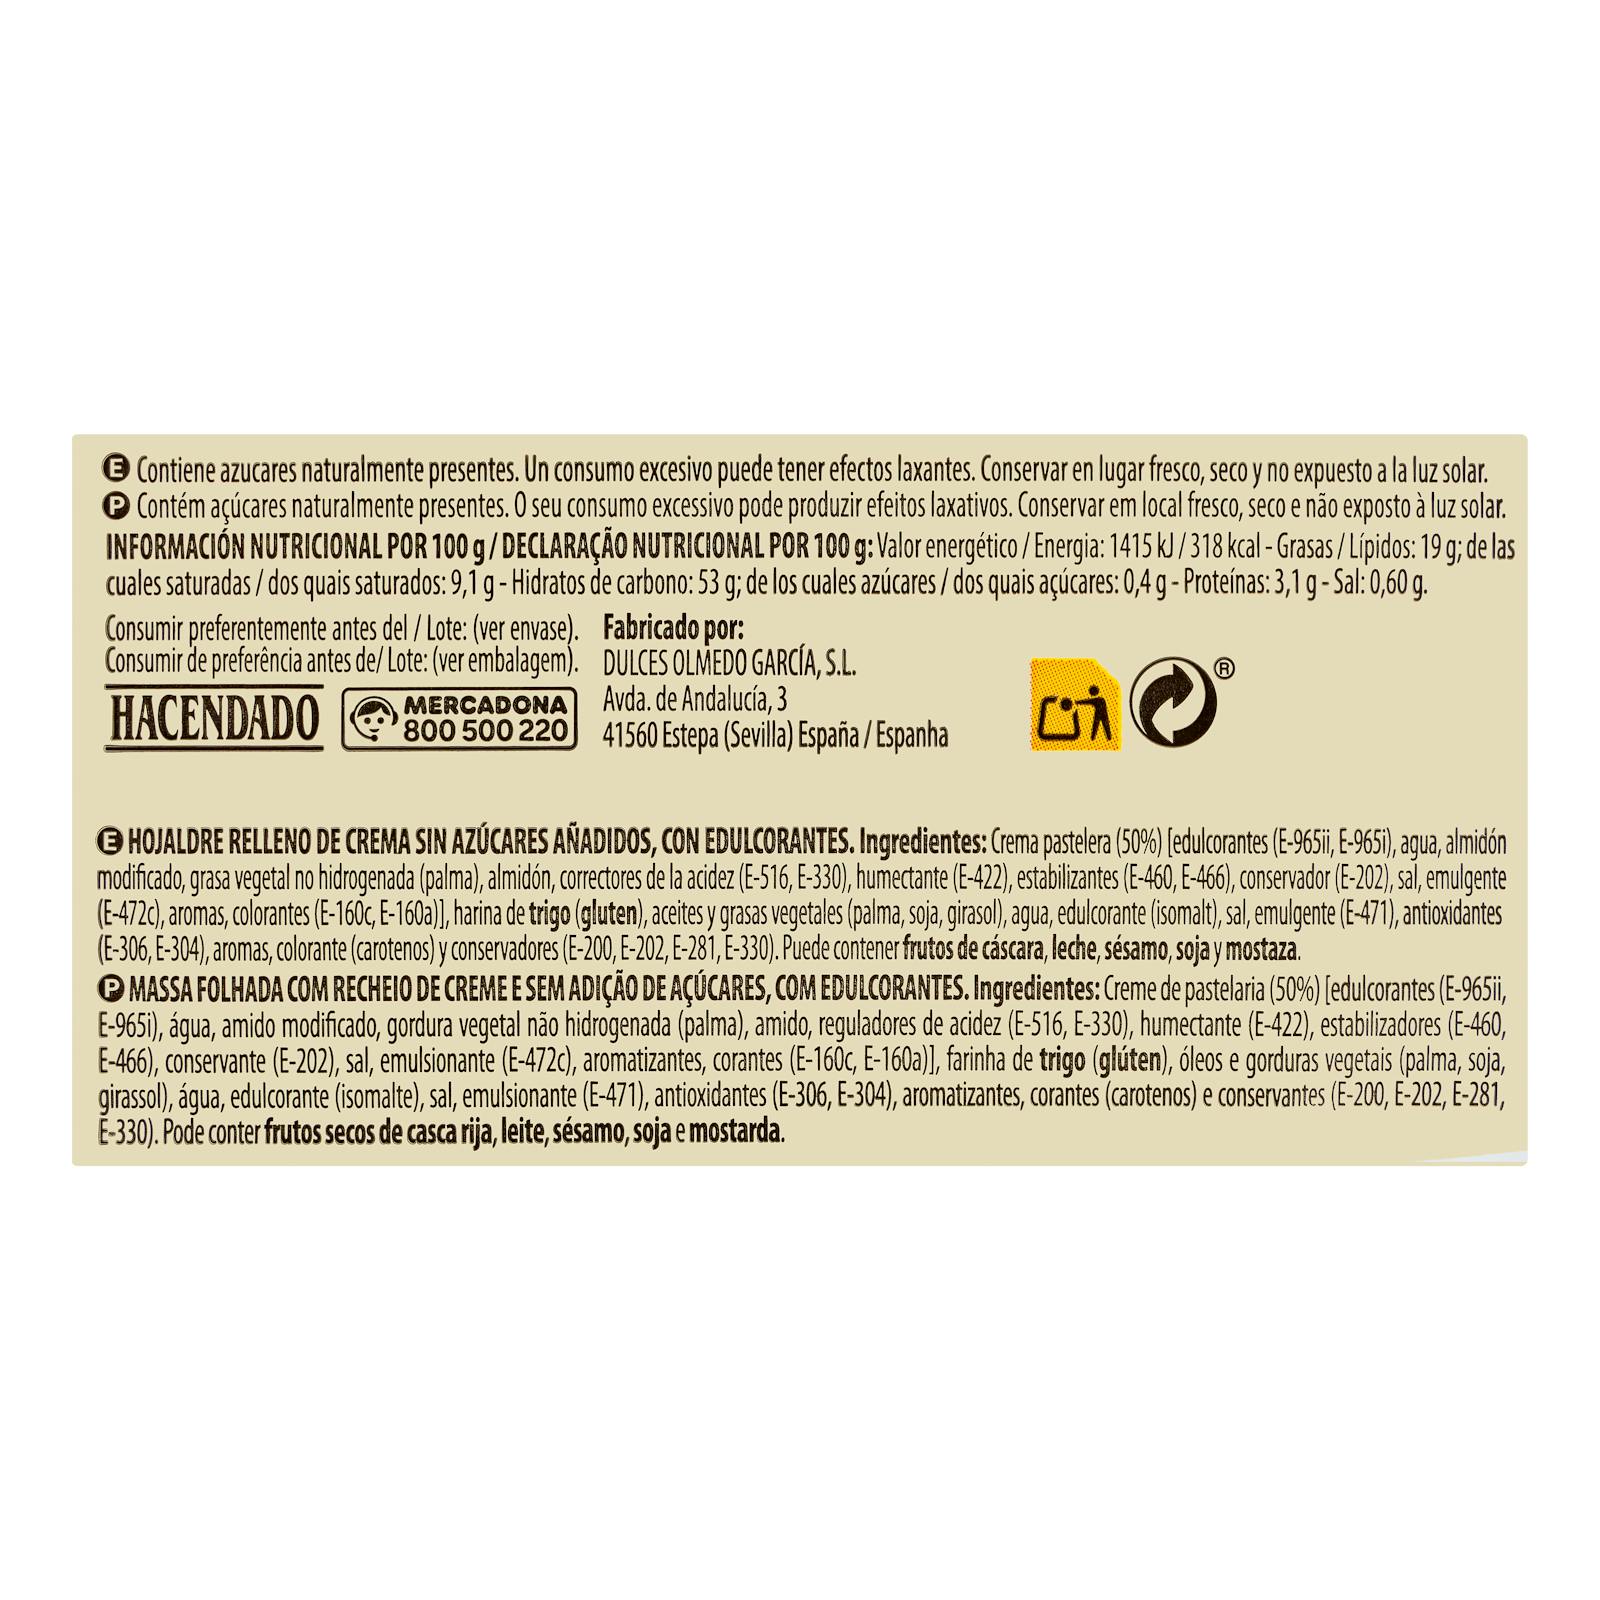 E Contiene azucares naturalmente presentes. Un consumo excesivo puede tener efectos laxantes. Conservar en lugar fresco, seco y no expuesto a la luz solar.
P Contém açúcares naturalmente presentes. O seu consumo excessivo pode produzir efeitos laxativos. Conservar em local fresco, seco e não exposto à luz solar.
INFORMACIÓN NUTRICIONAL POR 100 g / DECLARAÇÃO NUTRICIONAL POR 100 g: Valor energético / Energia: 1415 kJ / 318 kcal - Grasas / Lípidos: 19 g; de las
cuales saturadas / dos quais saturados: 9,1 g - Hidratos de carbono: 53 g; de los cuales azúcares / dos quais açúcares: 0,4 g - Proteínas: 3,1 g - Sal: 0,60 g.
Consumir preferentemente antes del / Lote: (ver envase).
Consumir de preferência antes de/ Lote: (ver embalagem).
HACENDADO
MERCADONA
800 500 220
Fabricado por:
DULCES OLMEDO GARCÍA, S.L.
Avda. de Andalucía, 3
41560 Estepa (Sevilla) España / Espanha
®
E HOJALDRE RELLENO DE CREMA SIN AZÚCARES AÑADIDOS, CON EDULCORANTES. Ingredientes: Crema pastelera (50%) [edulcorantes (E-965ii, E-965i), agua, almidón
modificado, grasa vegetal no hidrogenada (palma), almidón, correctores de la acidez (E-516, E-330), humectante (E-422), estabilizantes (E-460, E-466), conservador (E-202), sal, emulgente
(E-472c), aromas, colorantes (E-160c, E-160a)], harina de trigo (gluten), aceites y grasas vegetales (palma, soja, girasol), agua, edulcorante (isomalt), sal, emulgente (E-471), antioxidantes
(E-306, E-304), aromas, colorante (carotenos) y conservadores (E-200, E-202, E-281, E-330). Puede contener frutos de cáscara, leche, sésamo, soja y mostaza.
P MASSA FOLHADA COM RECHEIO DE CREME E SEM ADIÇÃO DE AÇÚCARES, COM EDULCORANTES. Ingredientes: Creme de pastelaria (50%) [edulcorantes (E-965ii,
E-965i), água, amido modificado, gordura vegetal não hidrogenada (palma), amido, reguladores de acidez (E-516, E-330), humectante (E-422), estabilizadores (E-460,
E-466), conservante (E-202), sal, emulsionante (E-472c), aromatizantes, corantes (E-160c, E-160a)], farinha de trigo (glúten), óleos e gorduras vegetais (palma, soja,
girassol), água, edulcorante (isomalte), sal, emulsionante (E-471), antioxidantes (E-306, E-304), aromatizantes, corantes (carotenos) e conservantes (E-200, E-202, E-281,
E-330). Pode conter frutos secos de casca rija, leite, sésamo, soja e mostarda.